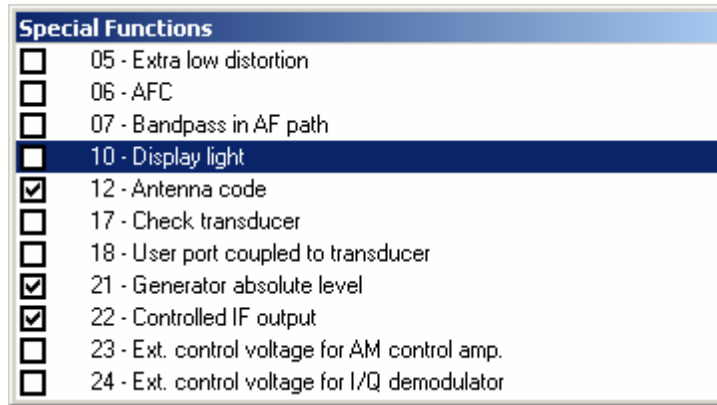 Special Functions
05 - Extra low distortion
06 - AFC
07 - Bandpass in AF path
10 - Display light
12 - Antenna code
17 - Check transducer
18 - User port coupled to transducer
21 - Generator absolute level
22 - Controlled IF output
23 - Ext. control voltage for AM control amp.
24 - Ext. control voltage for I/Q demodulator